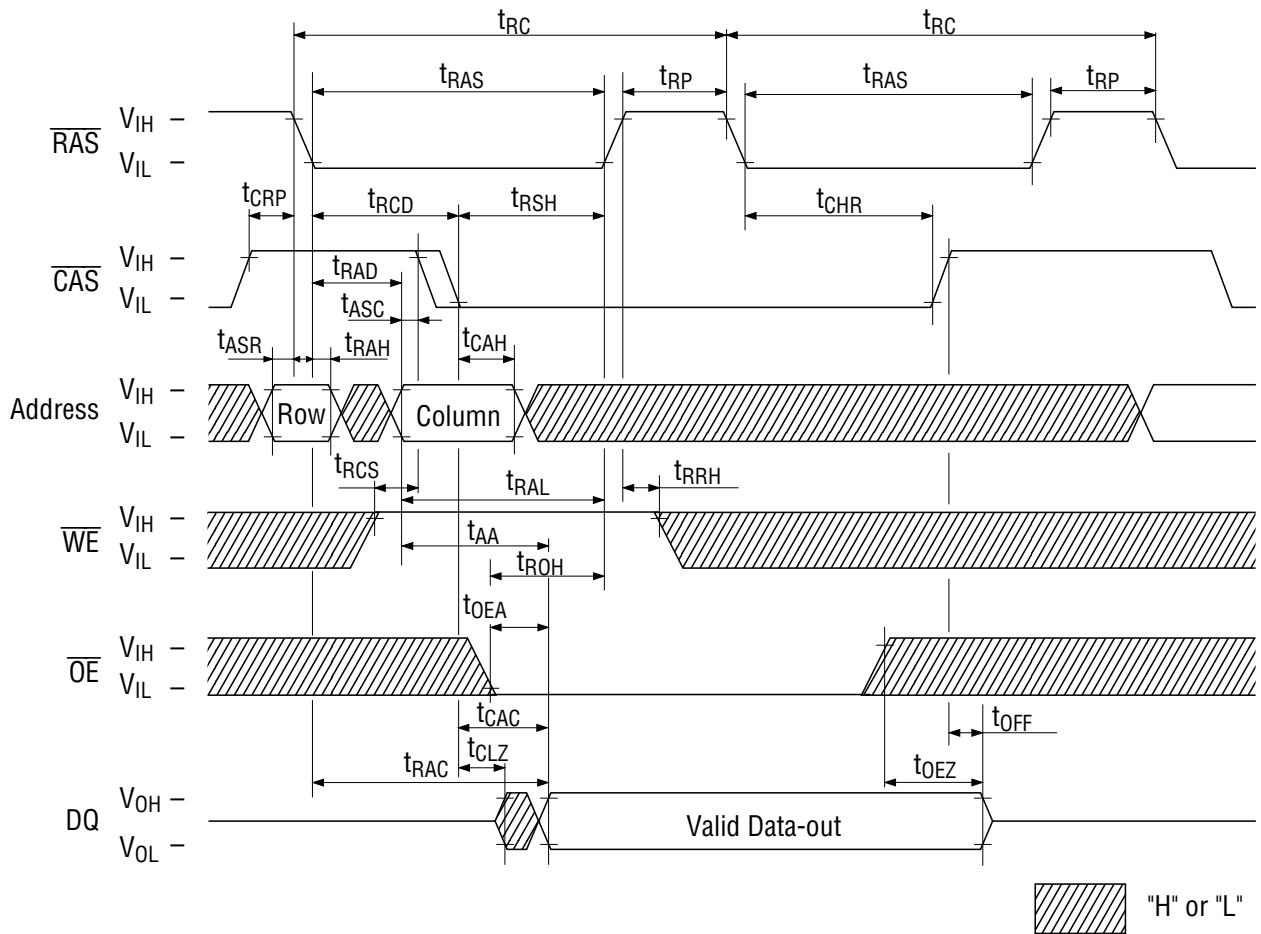 tRC tRC
tRAS tRP tRAS tRP
RAS VIH –
VIL –
tCRP tRCD tRSH tCHR
CAS VIH –
VIL –
tRAD
tASC
tASR tRAH tCAH
Address VIH –
VIL –
Row Column
tRCS tRAL tRRH
WE VIH –
VIL –
tAA
tROH
tOEA
OE VIH –
VIL –
tCAC tOFF
tCLZ
tRAC tOEZ
DQ VOH –
VOL –
Valid Data-out
"H" or "L"